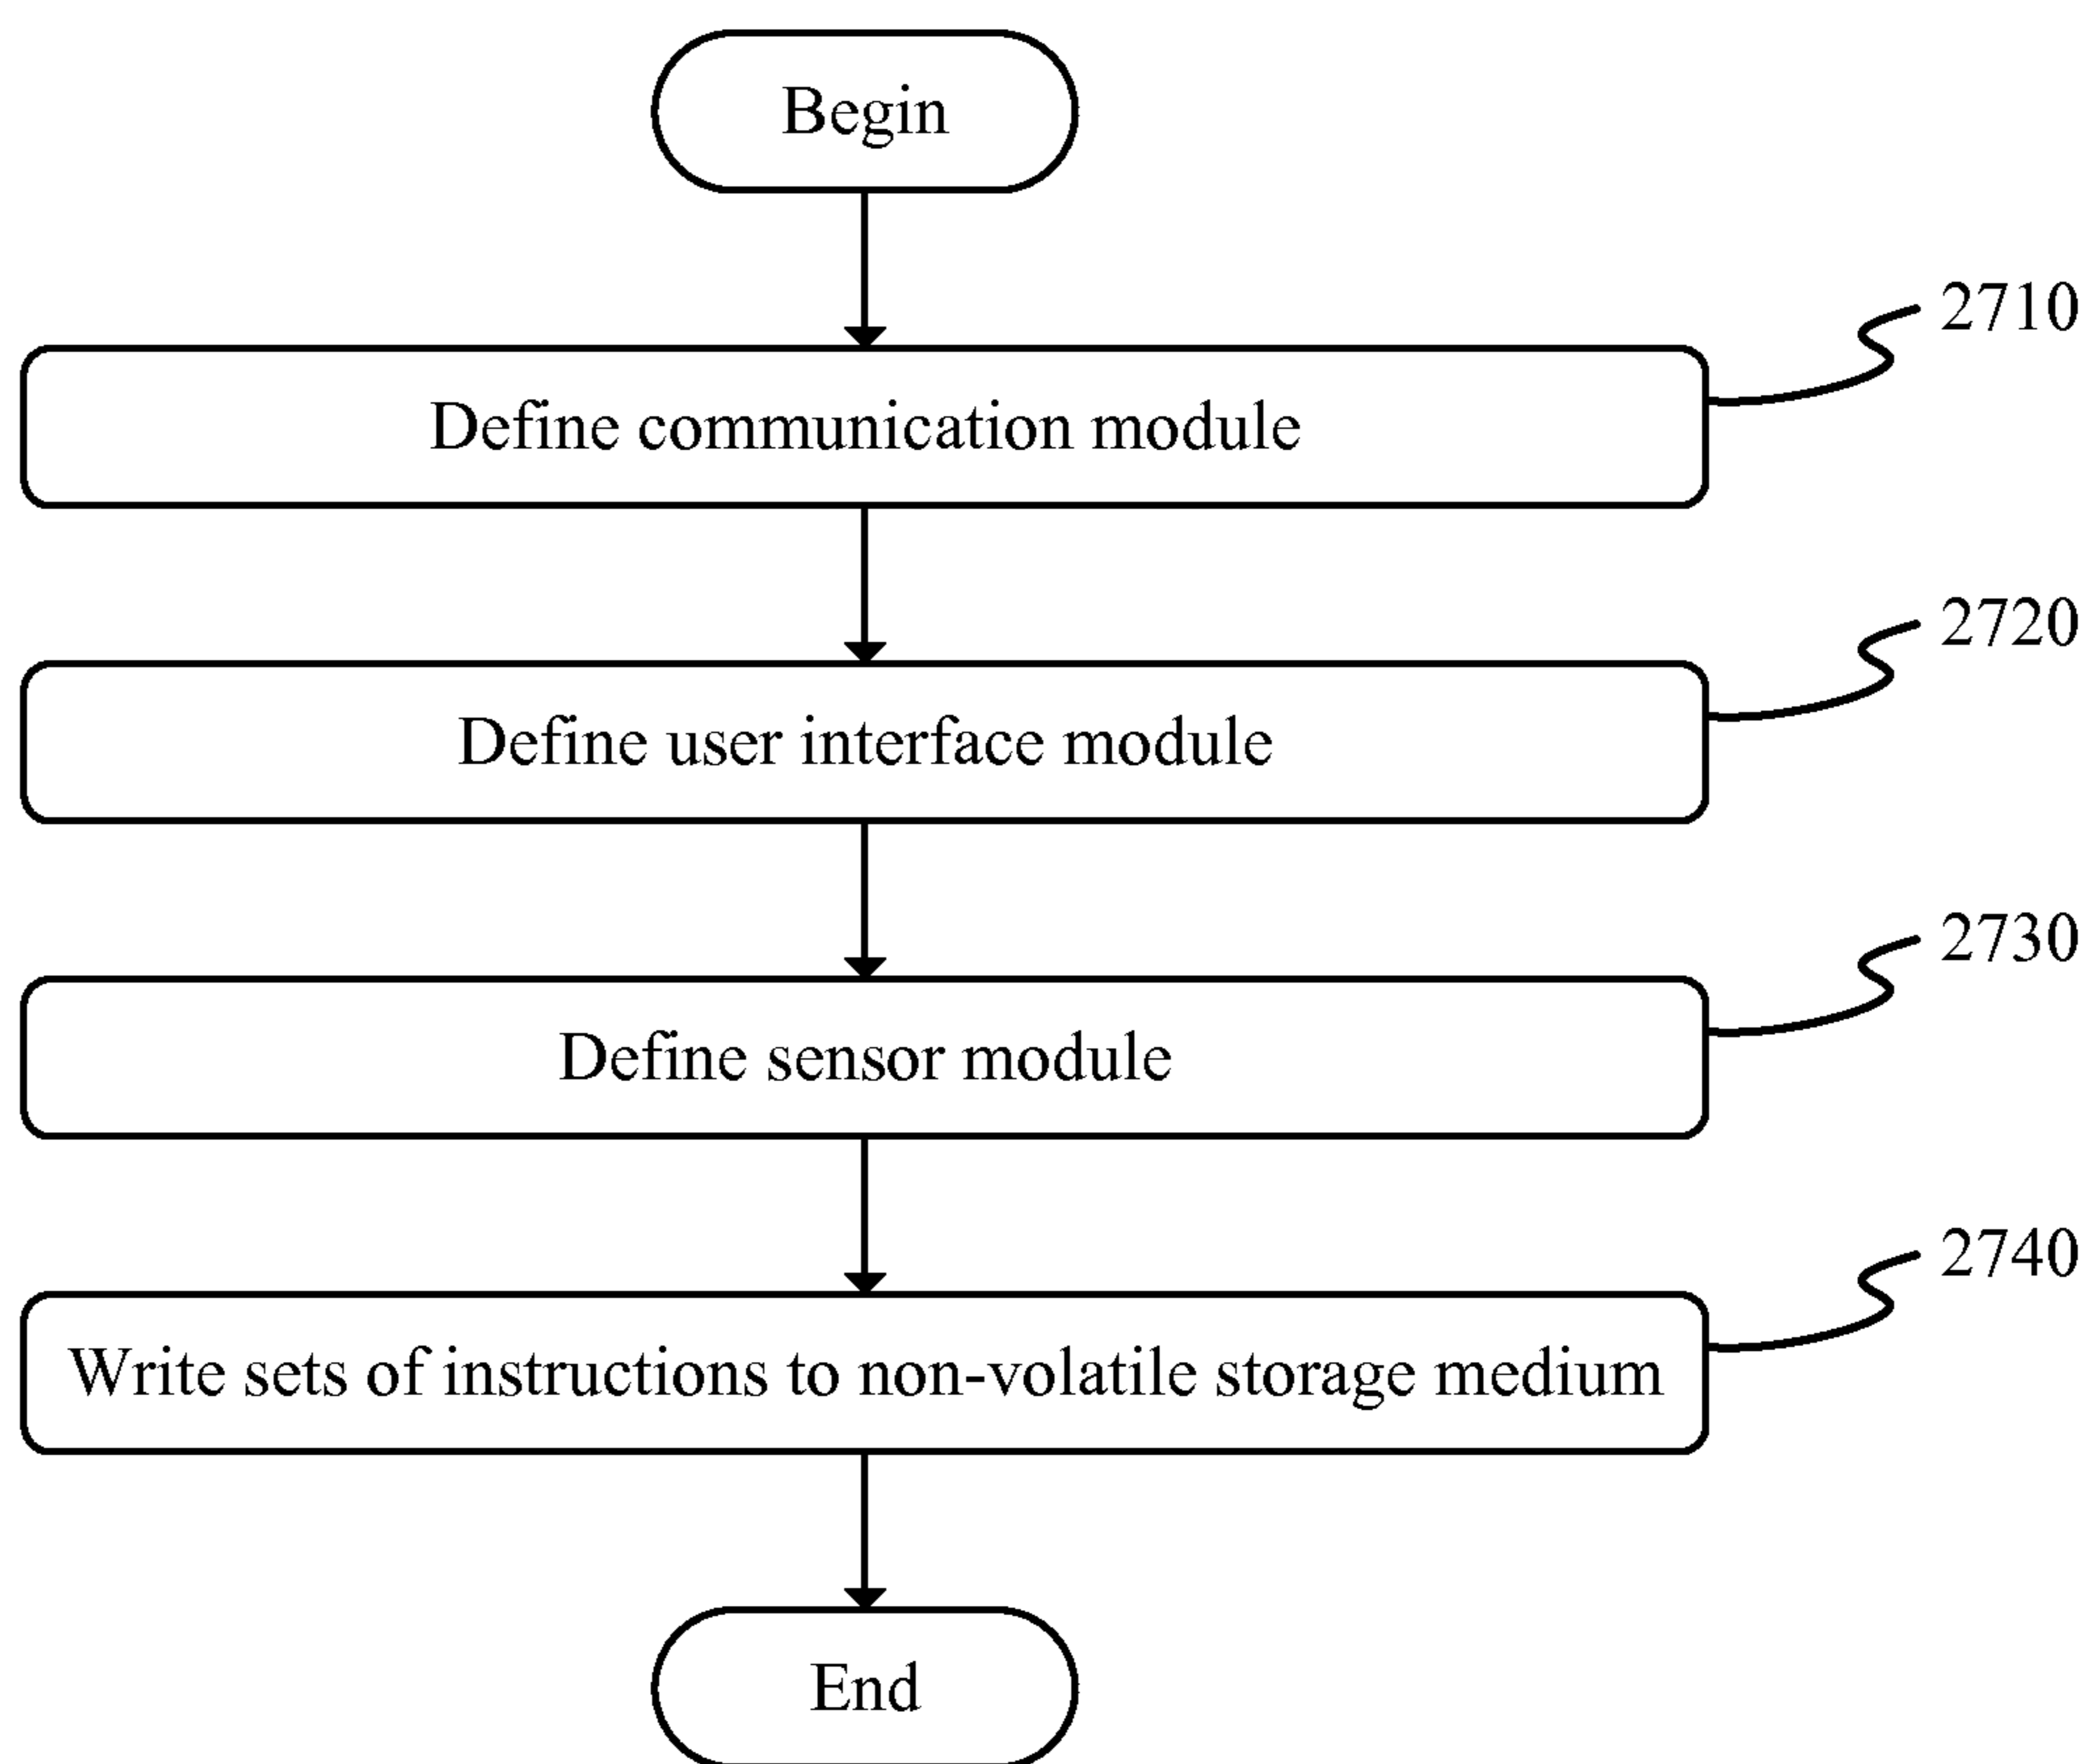 Begin
2710
Define communication module
2720
Define user interface module
2730
Define sensor module
2740
Write sets of instructions to non-volatile storage medium
End